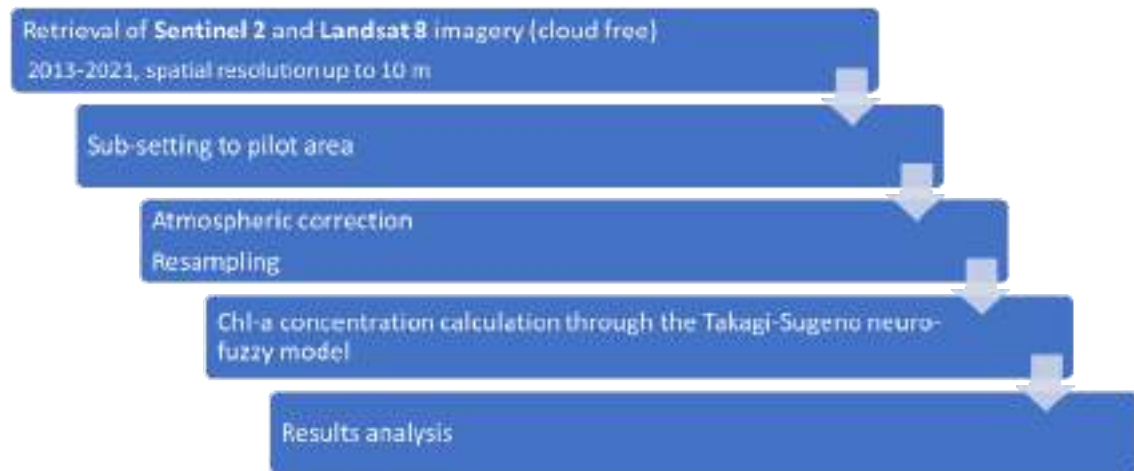 Retrieval of Sentinel 2 and Landsat 8 imagery (cloud free)
2013-2021, spatial resolution up to 10 m
Sub-setting to pilot area
Atmospheric correction
Resampling
Chl-a concentration calculation through the Takagi-Sugeno neuro-
fuzzy model
Results analysis